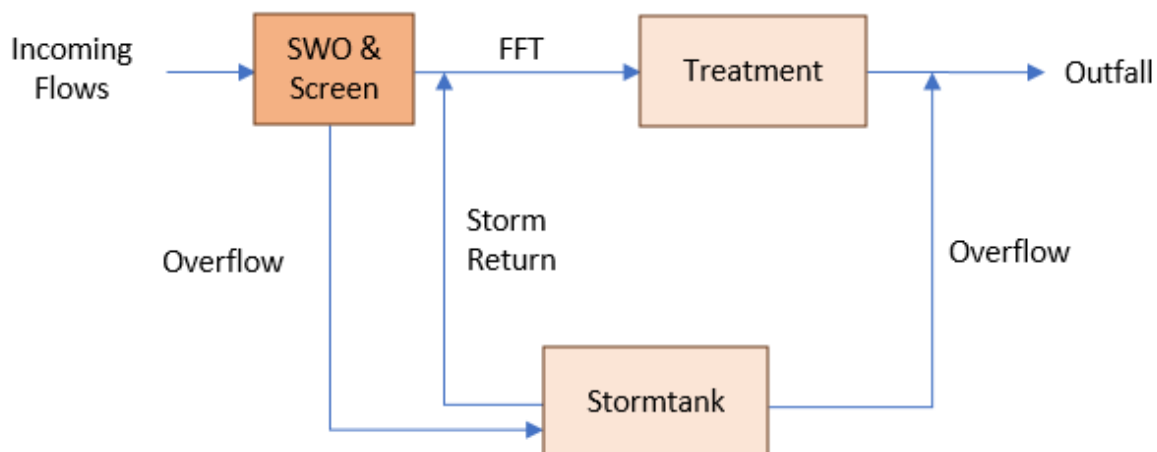 Incoming
Flows
SWO &
Screen
FFT
Treatment
Outfall
Overflow
Storm
Return
Overflow
Stormtank